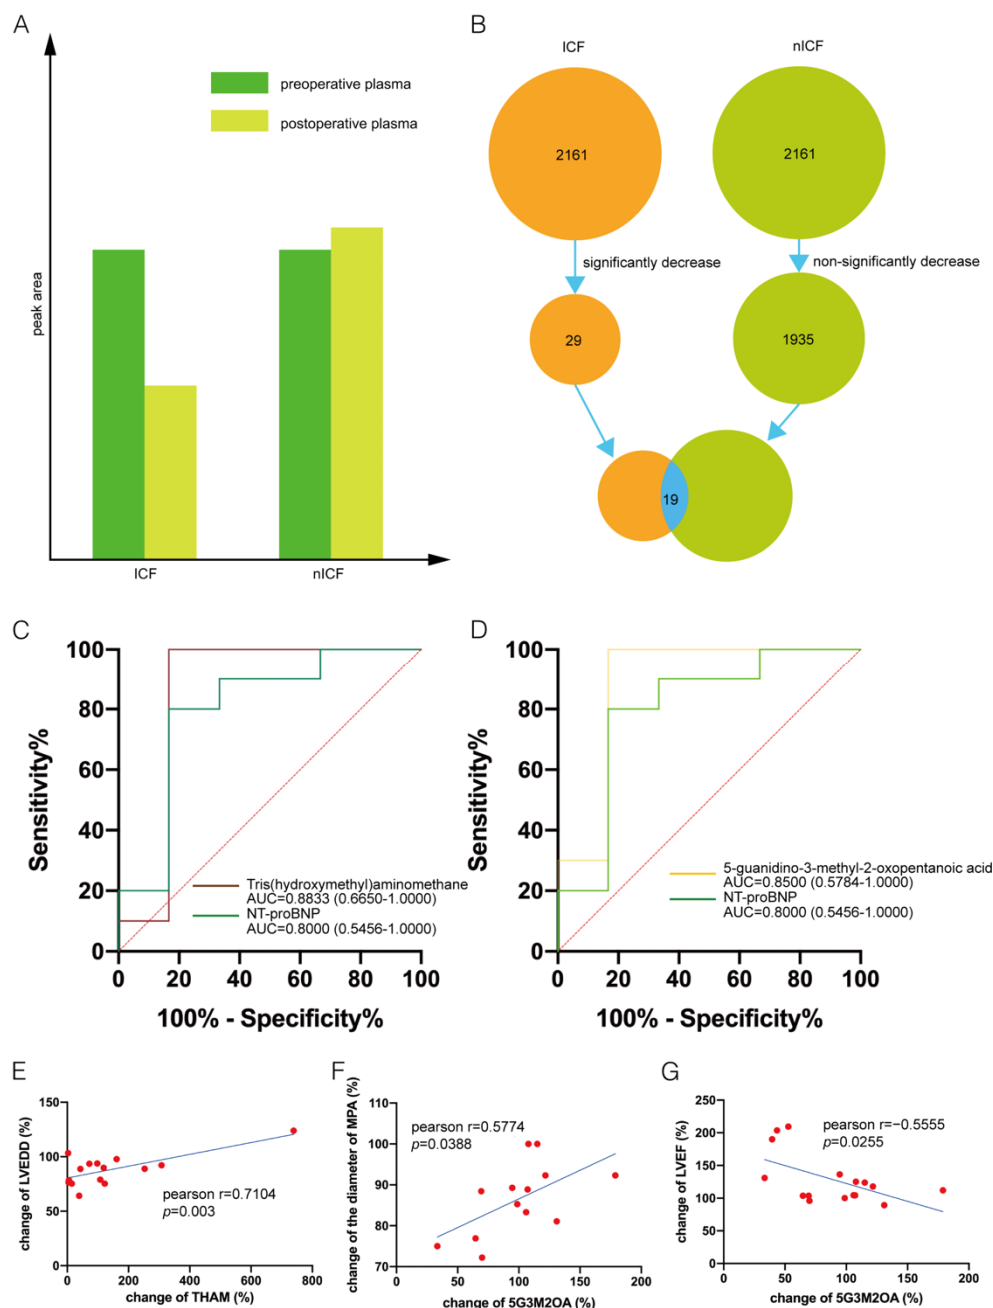 A
preoperative plasma
postoperative plasma
peak area
ICF
nICF
B
ICF
nICF
2161
2161
significantly decrease
non-significantly decrease
29
1935
19
C
Sensitivity%
100
80
60
40
20
0
Tris(hydroxymethyl)aminomethane
AUC=0.8833 (0.6650-1.0000)
NT-proBNP
AUC=0.8000 (0.5456-1.0000)
0 20 40 60 80 100
100% - Specificity%
D
Sensitivity%
100
80
60
40
20
0
5-guanidino-3-methyl-2-oxopentanoic acid
AUC=0.8500 (0.5784-1.0000)
NT-proBNP
AUC=0.8000 (0.5456-1.0000)
0 20 40 60 80 100
100% - Specificity%
E
change of LVEDD (%)
150
100
50
0
pearson r=0.7104
p=0.003
0 200 400 600 800
change of THAM (%)
F
change of the diameter of MPA (%)
110
100
90
80
70
pearson r=0.5774
p=0.0388
0 50 100 150 200
change of 5G3M2OA (%)
G
change of LVEF (%)
250
200
150
100
50
0
pearson r=−0.5555
p=0.0255
0 50 100 150 200
change of 5G3M2OA (%)